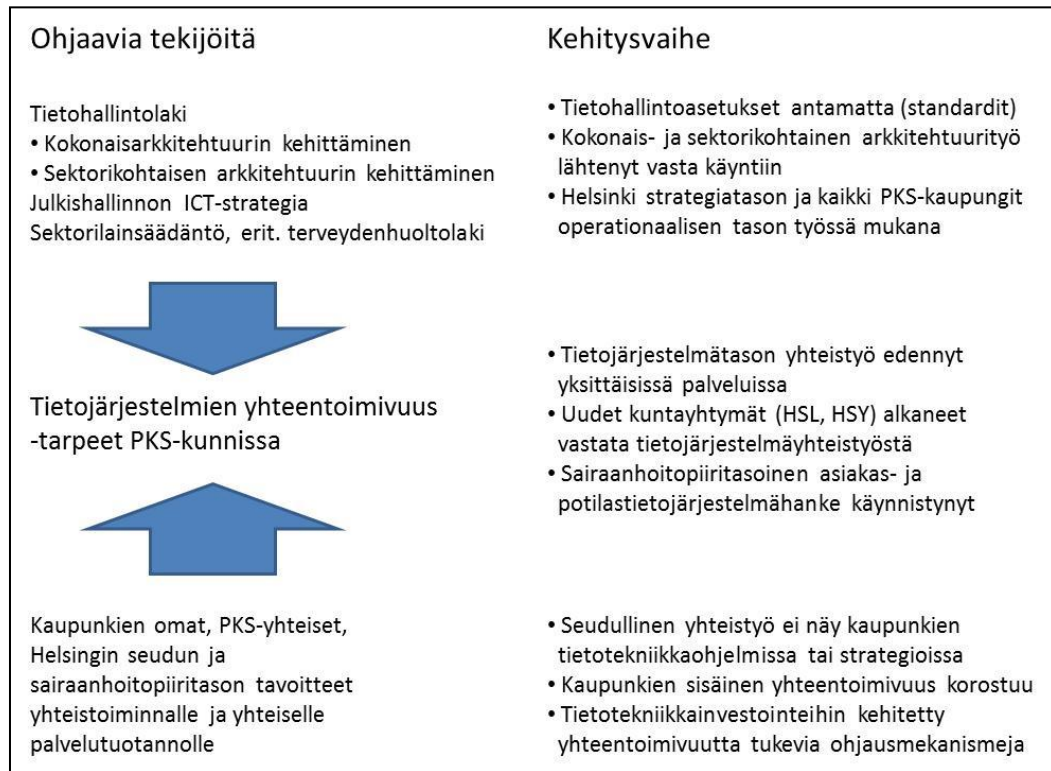 Ohjaavia tekijöitä
Tietohallintolaki
• Kokonaisarkkitehtuurin kehittäminen
• Sektorikohtaisen arkkitehtuurin kehittäminen
Julkishallinnon ICT-strategia
Sektorilainsäädäntö, erit. terveydenhuoltolaki
Tietojärjestelmien yhteentoimivuus
-tarpeet PKS-kunnissa
Kaupunkien omat, PKS-yhteiset,
Helsingin seudun ja
sairaanhoitopiiritason tavoitteet
yhteistoiminnalle ja yhteiselle
palvelutuotannolle
Kehitysvaihe
• Tietohallintoasetukset antamatta (standardit)
• Kokonais- ja sektorikohtainen arkkitehtuurityö
lähtenyt vasta käyntiin
• Helsinki strategiatason ja kaikki PKS-kaupungit
operationaalisen tason työssä mukana
• Tietojärjestelmätason yhteistyö edennyt
yksittäisissä palveluissa
• Uudet kuntayhtymät (HSL, HSY) alkaneet
vastata tietojärjestelmäyhteistyöstä
• Sairaanhoitopiiritasoinen asiakas- ja
potilastietojärjestelmähanke käynnistynyt
• Seudullinen yhteistyö ei näy kaupunkien
tietotekniikkaohjelmissa tai strategioissa
• Kaupunkien sisäinen yhteentoimivuus korostuu
• Tietotekniikkainvestointeihin kehitetty
yhteentoimivuutta tukevia ohjausmekanismeja